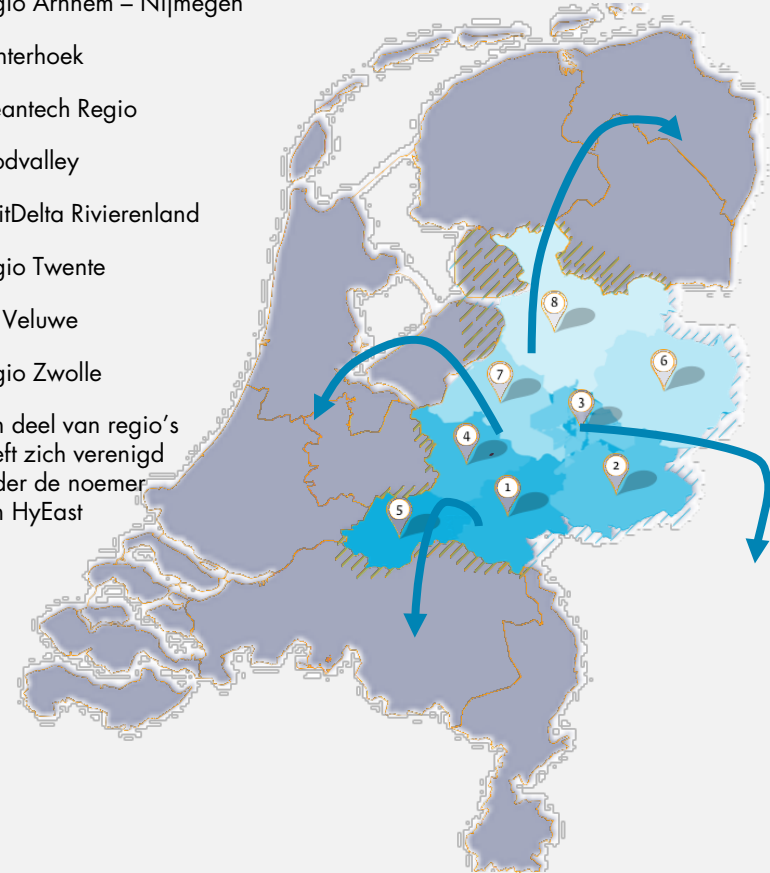 gio Arnhem – Nijmegen
nterhoek
eantech Regio
odvalley
itDelta Rivierenland
gio Twente
Veluwe
gio Zwolle
n deel van regio's
eft zich verenigd
der de noemer
n HyEast
8
6
7
3
4
2
1
5